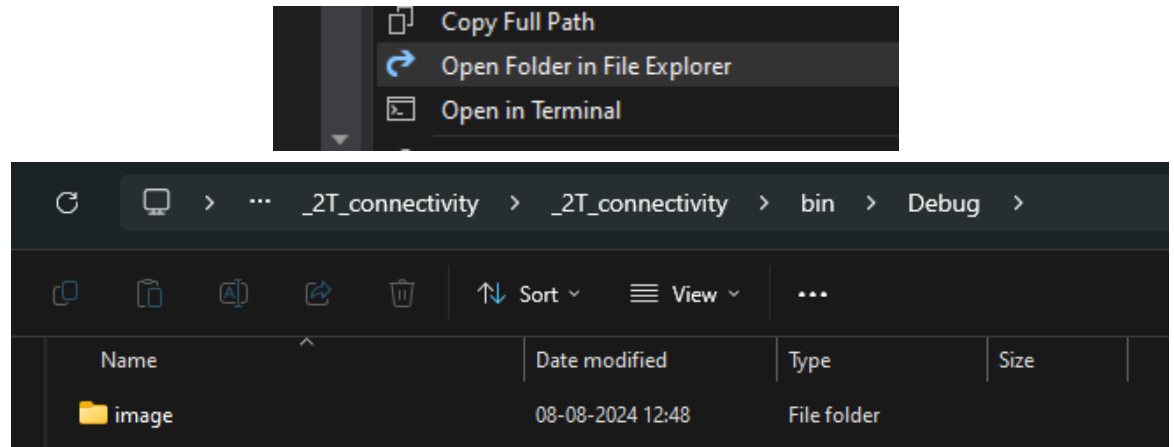 Copy Full Path
Open Folder in File Explorer
Open in Terminal
> ... _2T_connectivity > _2T_connectivity > bin > Debug >
Sort View ...
Name Date modified Type Size
image 08-08-2024 12:48 File folder